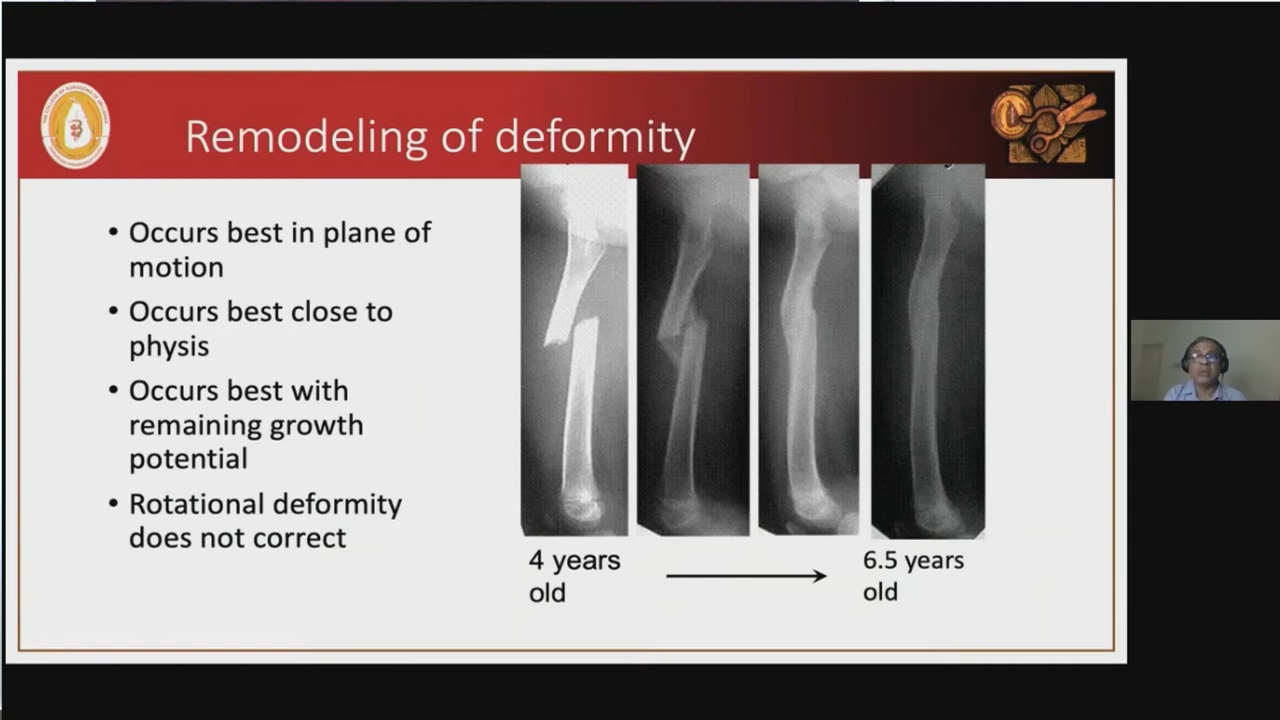 Remodeling of deformity
• Occurs best in plane of
motion
• Occurs best close to
physis
• Occurs best with
remaining growth
potential
• Rotational deformity
does not correct
4 years
old
6.5 years
old